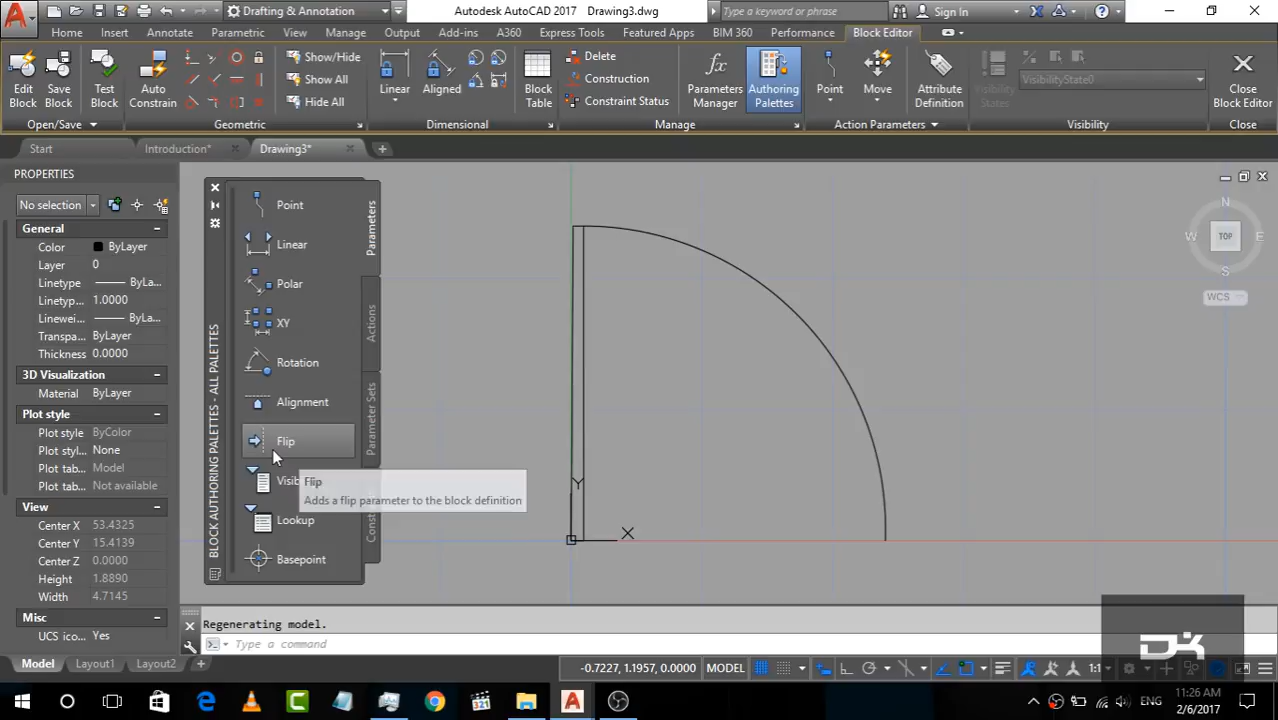 Drafting & Annotation
Autodesk AutoCAD 2017 Drawing3.dwg
Type a keyword or phrase
Sign In
Home Insert Annotate Parametric View Manage Output Add-ins A360 Express Tools Featured Apps BIM 360 Performance Block Editor
Edit Block
Save Block
Test Block
Auto Constrain
Show/Hide
Show All
Hide All
Linear
Aligned
Block Table
Delete
Construction
Constraint Status
Parameters Manager
Authoring Palettes
Point
Move
Attribute Definition
Visibility States
VisibilityState0
Close Block Editor
Open/Save Geometric Dimensional Manage Action Parameters Visibility Close
Start Introduction* Drawing3*
PROPERTIES
No selection
General
Color ByLayer
Layer 0
Linetype ByLa...
Linetyp... 1.0000
Linewei... ByLa...
Transpa... ByLayer
Thickness 0.0000
3D Visualization
Material ByLayer
Plot style
Plot style ByColor
Plot styl... None
Plot tab... Model
Plot tab... Not available
View
Center X 53.4325
Center Y 15.4139
Center Z 0.0000
Height 1.8890
Width 4.7145
Misc
UCS ico... Yes
BLOCK AUTHORING PALETTES - ALL PALETTES
Point
Linear
Polar
XY
Rotation
Alignment
Flip
Visib
Lookup
Basepoint
Parameters
Actions
Parameter Sets
Const
Flip
Adds a flip parameter to the block definition
Y
X
N
W TOP E
S
WCS
Regenerating model.
Type a command
Model Layout1 Layout2
-0.7227, 1.1957, 0.0000 MODEL
1:1
DK
321
ENG
11:26 AM
2/6/2017